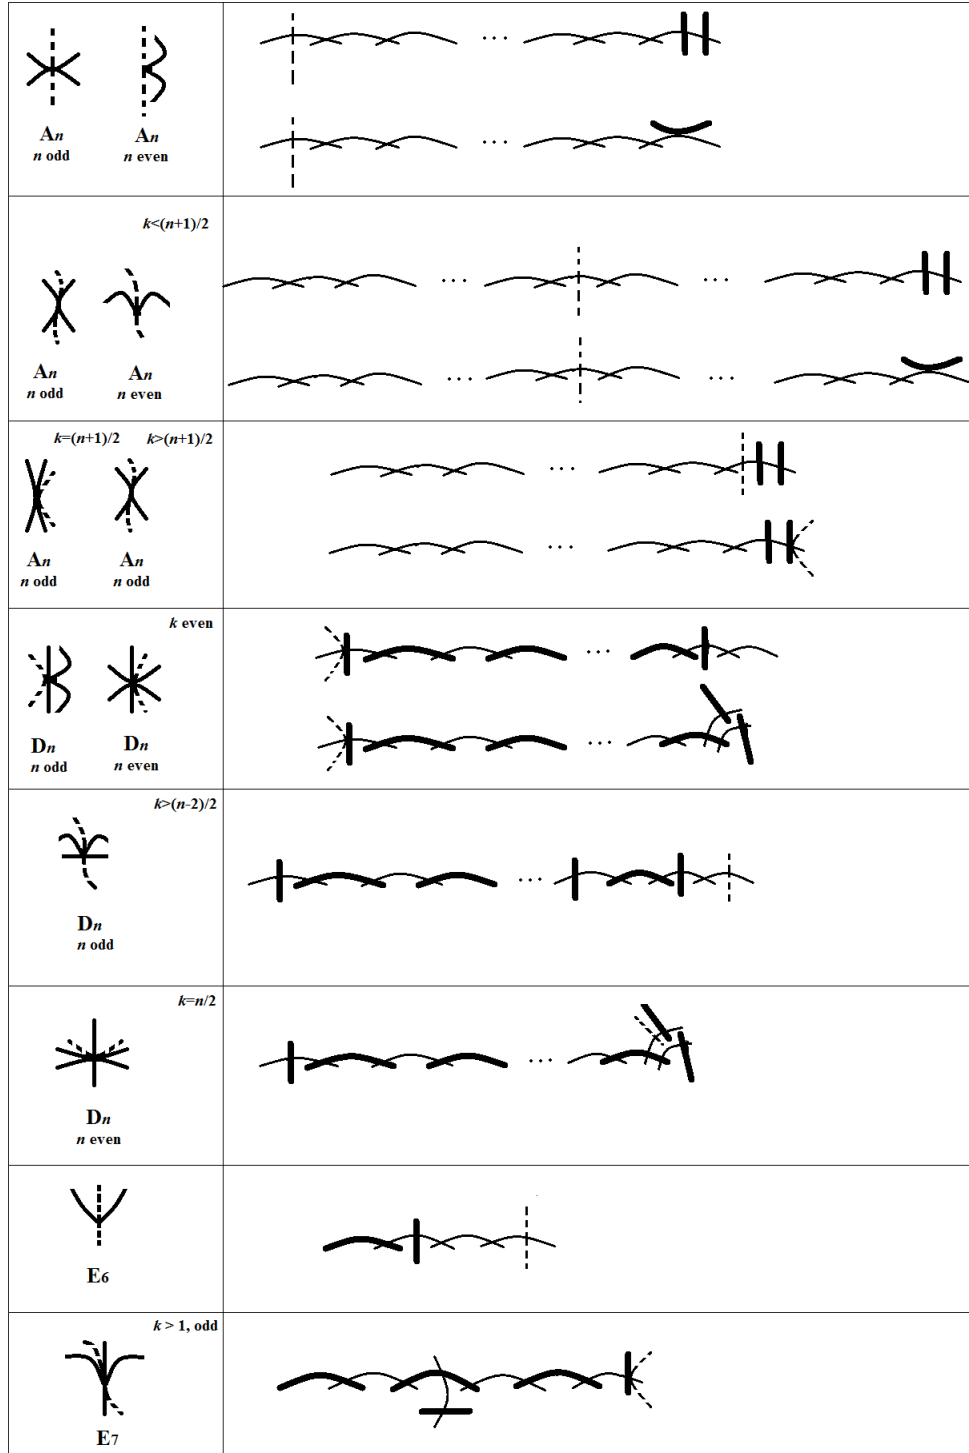 ...
An An
n odd n even
...
k<(n+1)/2
... ...
An An
n odd n even
... ...
k=(n+1)/2 k>(n+1)/2
...
An An
n odd n odd
...
k even
...
Dn Dn
n odd n even
...
k>(n-2)/2
...
Dn
n odd
k=n/2
...
Dn
n even
E6
k > 1, odd
E7